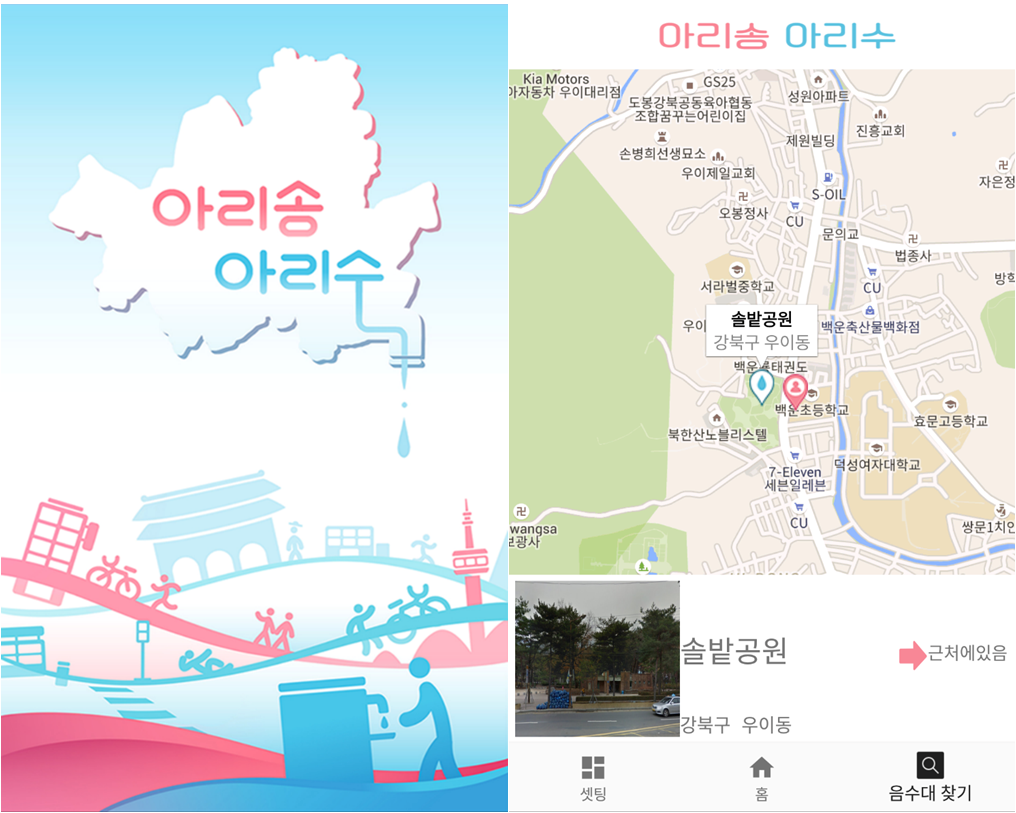 아리송
아리수
아리송 아리수
Kia Motors
아자동차 우이대리점
GS25
도봉강북공동육아협동
조합꿈꾸는어린이집
성원아파트
진흥교회
제원빌딩
손병희선생묘소
우이제일교회
자은정
S-OIL
오봉정사
CU
문의교
법종사
방학
서라벌중학교
CU
솔밭공원
강북구 우이동
우이
백운축산물백화점
백운초등학교
효문고등학교
북한산노블리스텔
덕성여자대학교
7-Eleven
세븐일레븐
CU
wangsa
보광사
쌍문1치안
솔밭공원
근처에있음
강북구 우이동
셋팅
홈
음수대 찾기